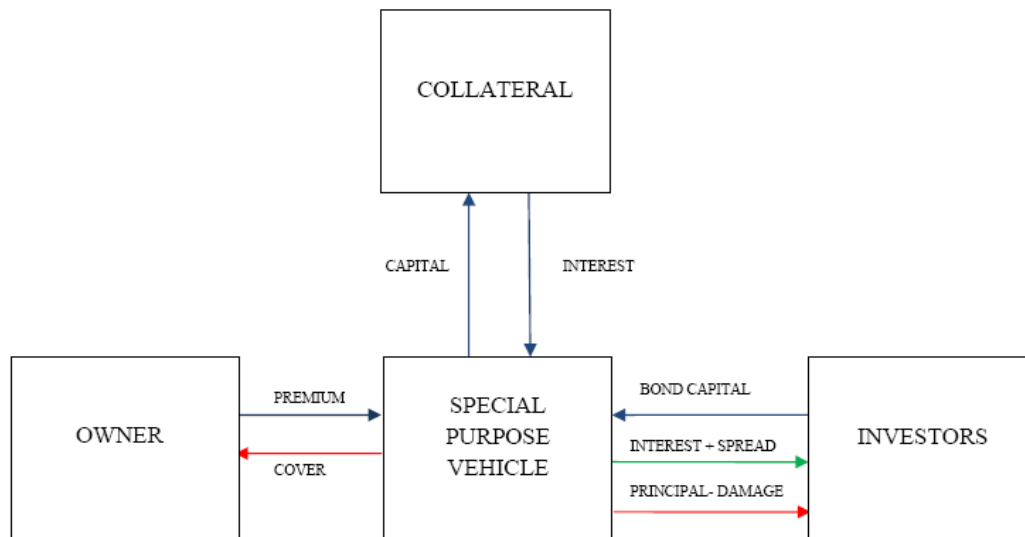 COLLATERAL
CAPITAL
INTEREST
OWNER
PREMIUM
COVER
SPECIAL
PURPOSE
VEHICLE
BOND CAPITAL
INTEREST + SPREAD
PRINCIPAL- DAMAGE
INVESTORS